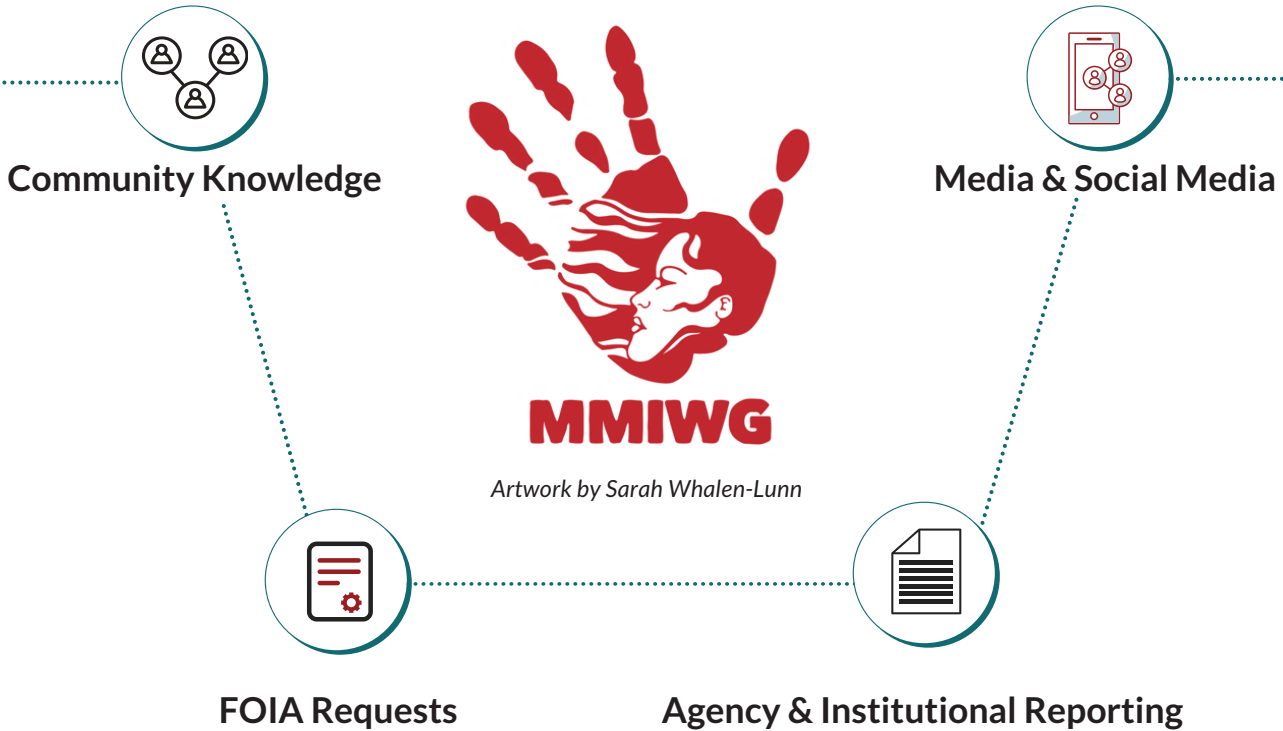 Community Knowledge
Media & Social Media
MMIWG
Artwork by Sarah Whalen-Lunn
FOIA Requests
Agency & Institutional Reporting